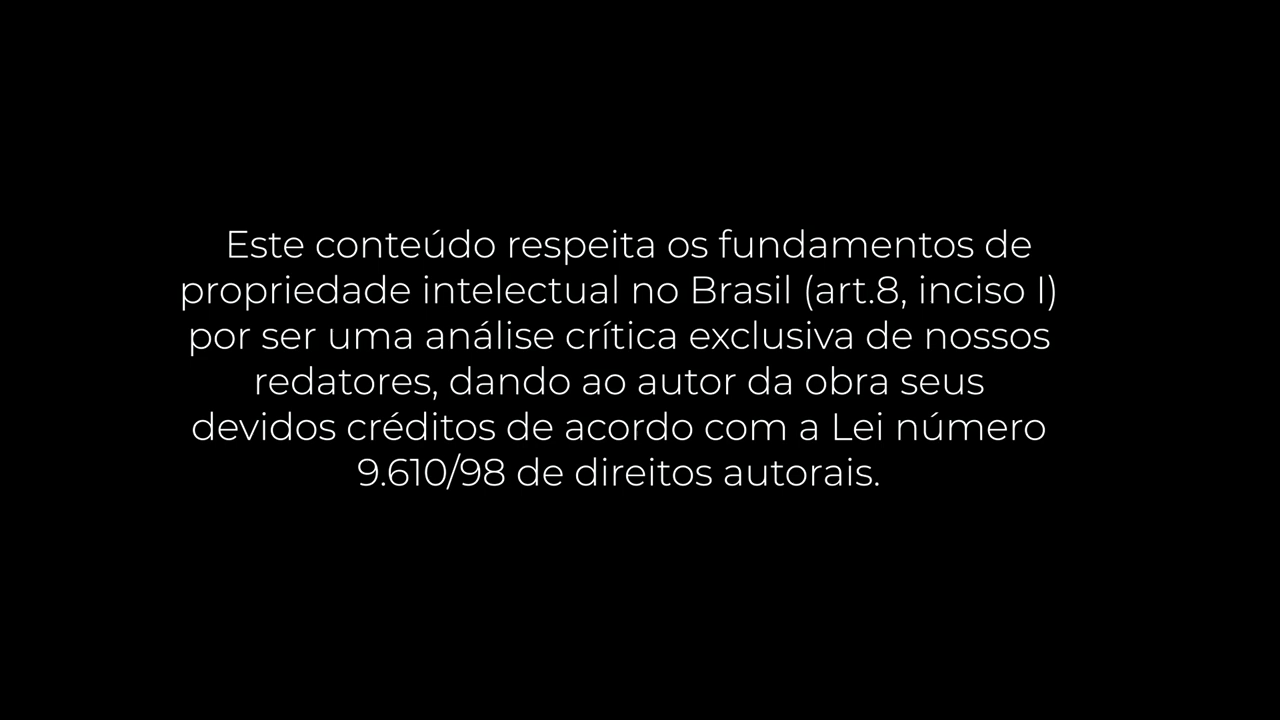 Este conteúdo respeita os fundamentos de
propriedade intelectual no Brasil (art.8, inciso I)
por ser uma análise crítica exclusiva de nossos
redatores, dando ao autor da obra seus
devidos créditos de acordo com a Lei número
9.610/98 de direitos autorais.